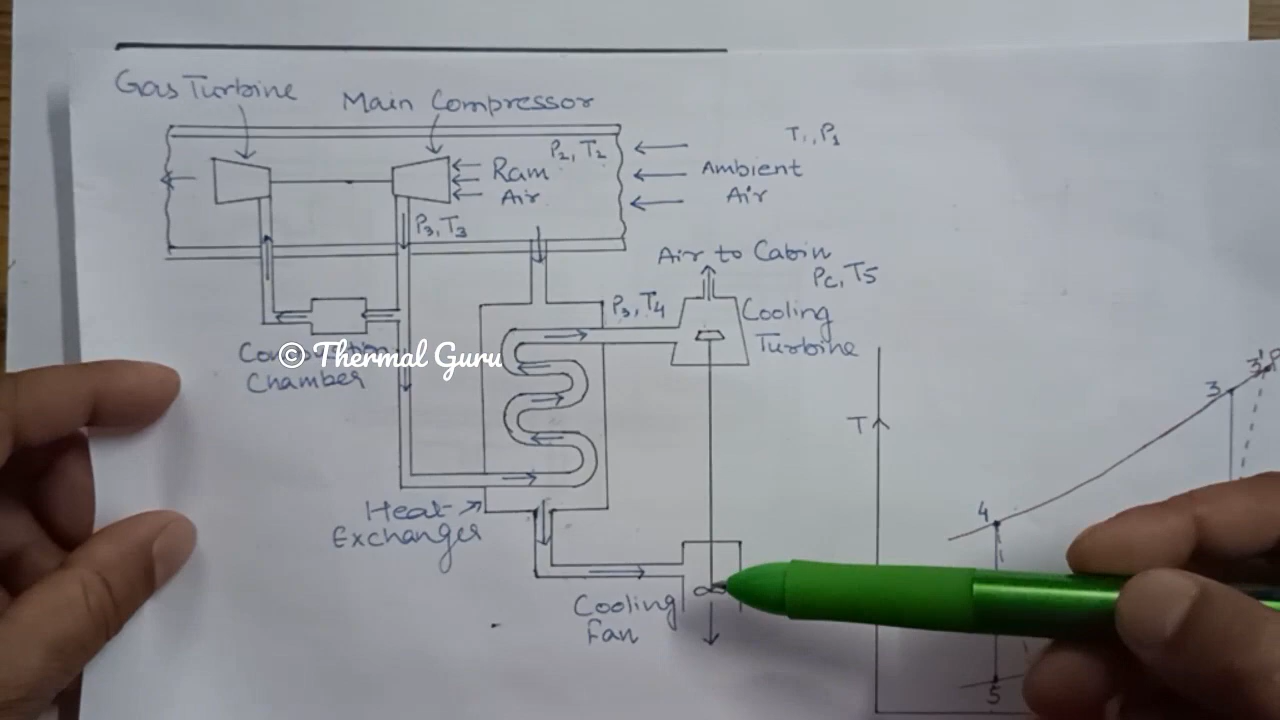 Gas Turbine
Main Compressor
T1, P1
P2, T2
Ram
Air
Ambient
Air
P3, T3
Air to Cabin
Pc, T5
P3, T4
Cooling
Turbine
© Thermal Guru
Chamber
T
3
3'
4
Heat
Exchanger
Cooling
fan
5